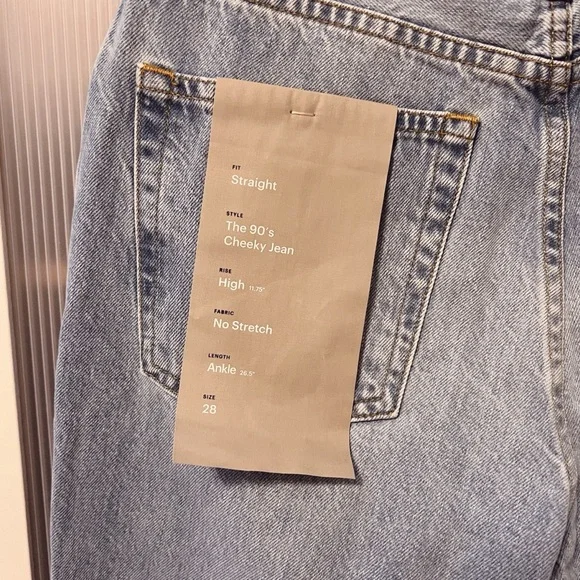 FIT
Straight
STYLE
The 90's
Cheeky Jean
RISE
High 11.75"
FABRIC
No Stretch
LENGTH
Ankle 26.5"
SIZE
28